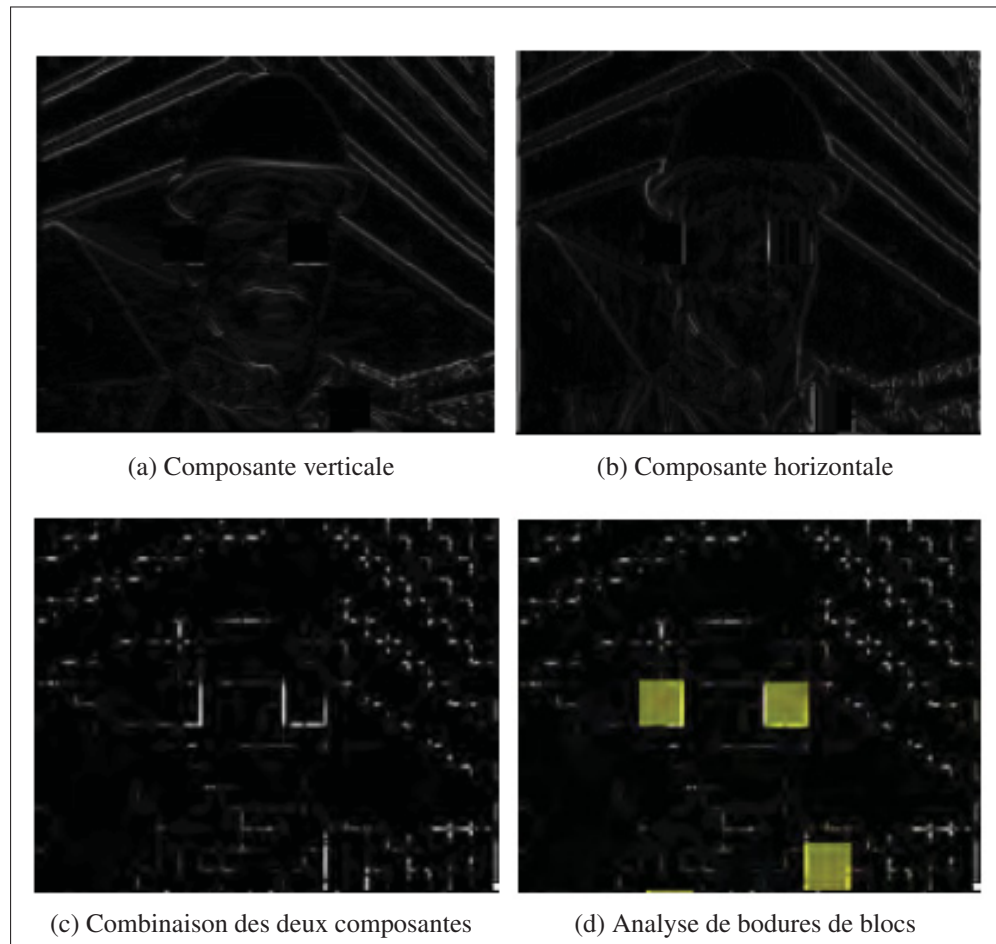 (a) Composante verticale
(b) Composante horizontale
(c) Combinaison des deux composantes
(d) Analyse de bodures de blocs